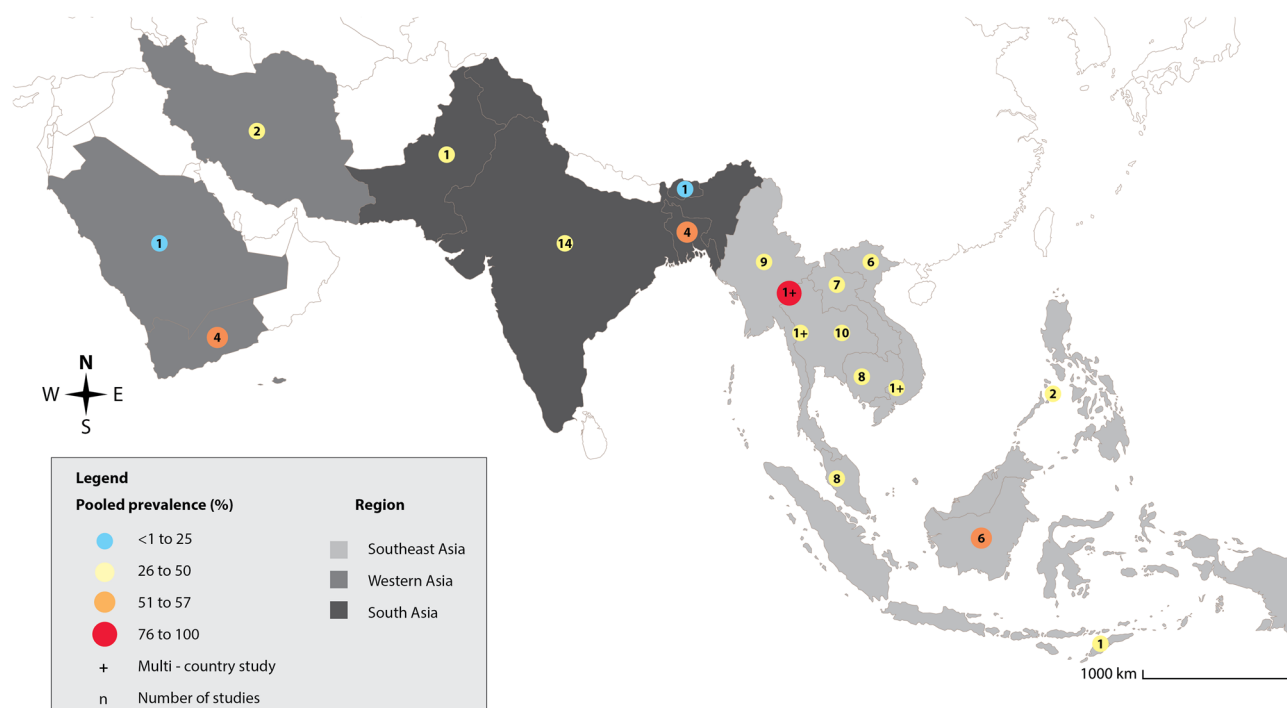 2
1
1
1
4
14
4
9
6
7
1+
1+
10
8
1+
2
8
6
1
N
W E
S
1000 km
Legend
Pooled prevalence (%)
Region
<1 to 25
26 to 50
51 to 57
76 to 100
+ Multi - country study
n Number of studies
Southeast Asia
Western Asia
South Asia